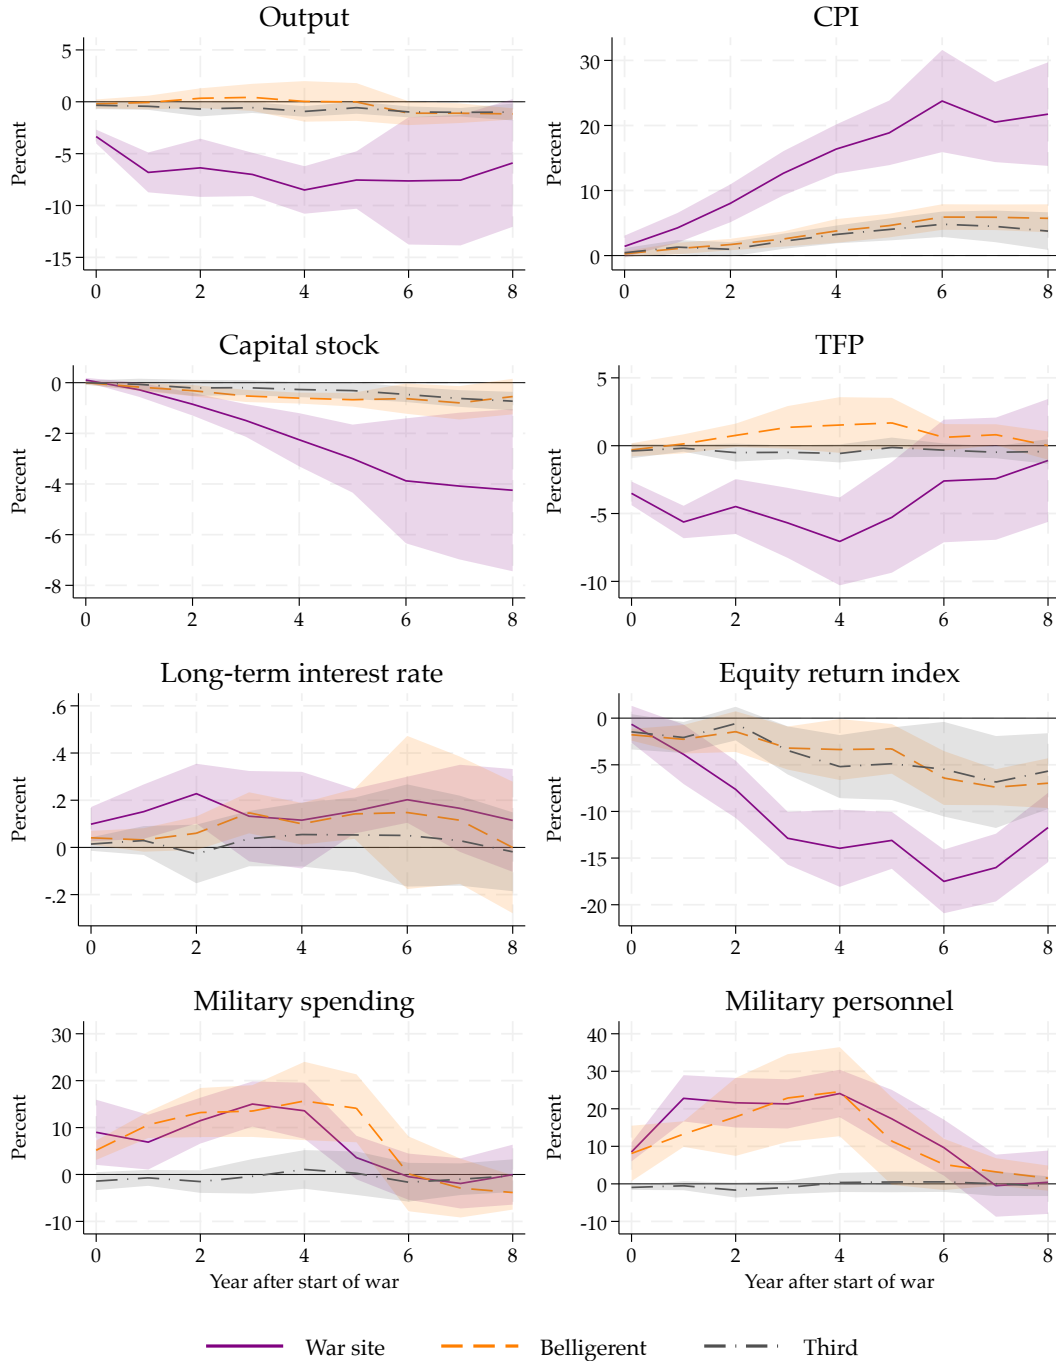 Output
CPI
Percent
5
0
-5
-10
-15
0 2 4 6 8
Percent
30
20
10
0
0 2 4 6 8
Capital stock
TFP
Percent
0
-2
-4
-6
-8
0 2 4 6 8
Percent
5
0
-5
-10
0 2 4 6 8
Long-term interest rate
Equity return index
Percent
.6
.4
.2
0
-.2
0 2 4 6 8
Percent
0
-5
-10
-15
-20
0 2 4 6 8
Military spending
Military personnel
Percent
30
20
10
0
-10
0 2 4 6 8
Year after start of war
Percent
40
30
20
10
0
-10
0 2 4 6 8
Year after start of war
War site Belligerent Third